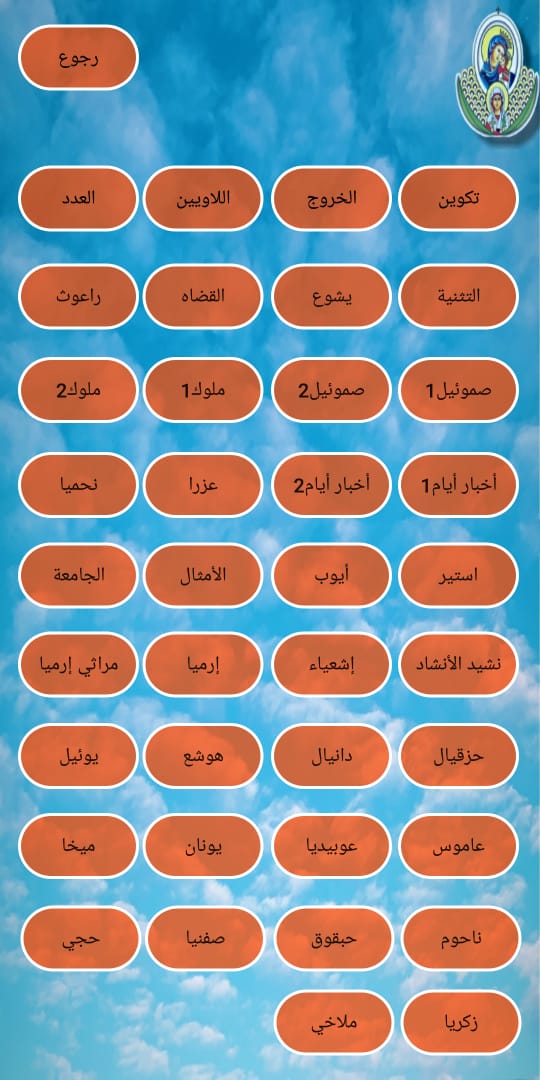 رجوع
تكوين الخروج اللاويين العدد
التثنية يشوع القضاه راعوث
صموئيل1 صموئيل2 ملوك1 ملوك2
أخبار أيام1 أخبار أيام2 عزرا نحميا
استير أيوب الأمثال الجامعة
نشيد الأنشاد إشعياء إرميا مراثي إرميا
حزقيال دانيال هوشع يوئيل
عاموس عوبيديا يونان ميخا
ناحوم حبقوق صفنيا حجي
زكريا ملاخي